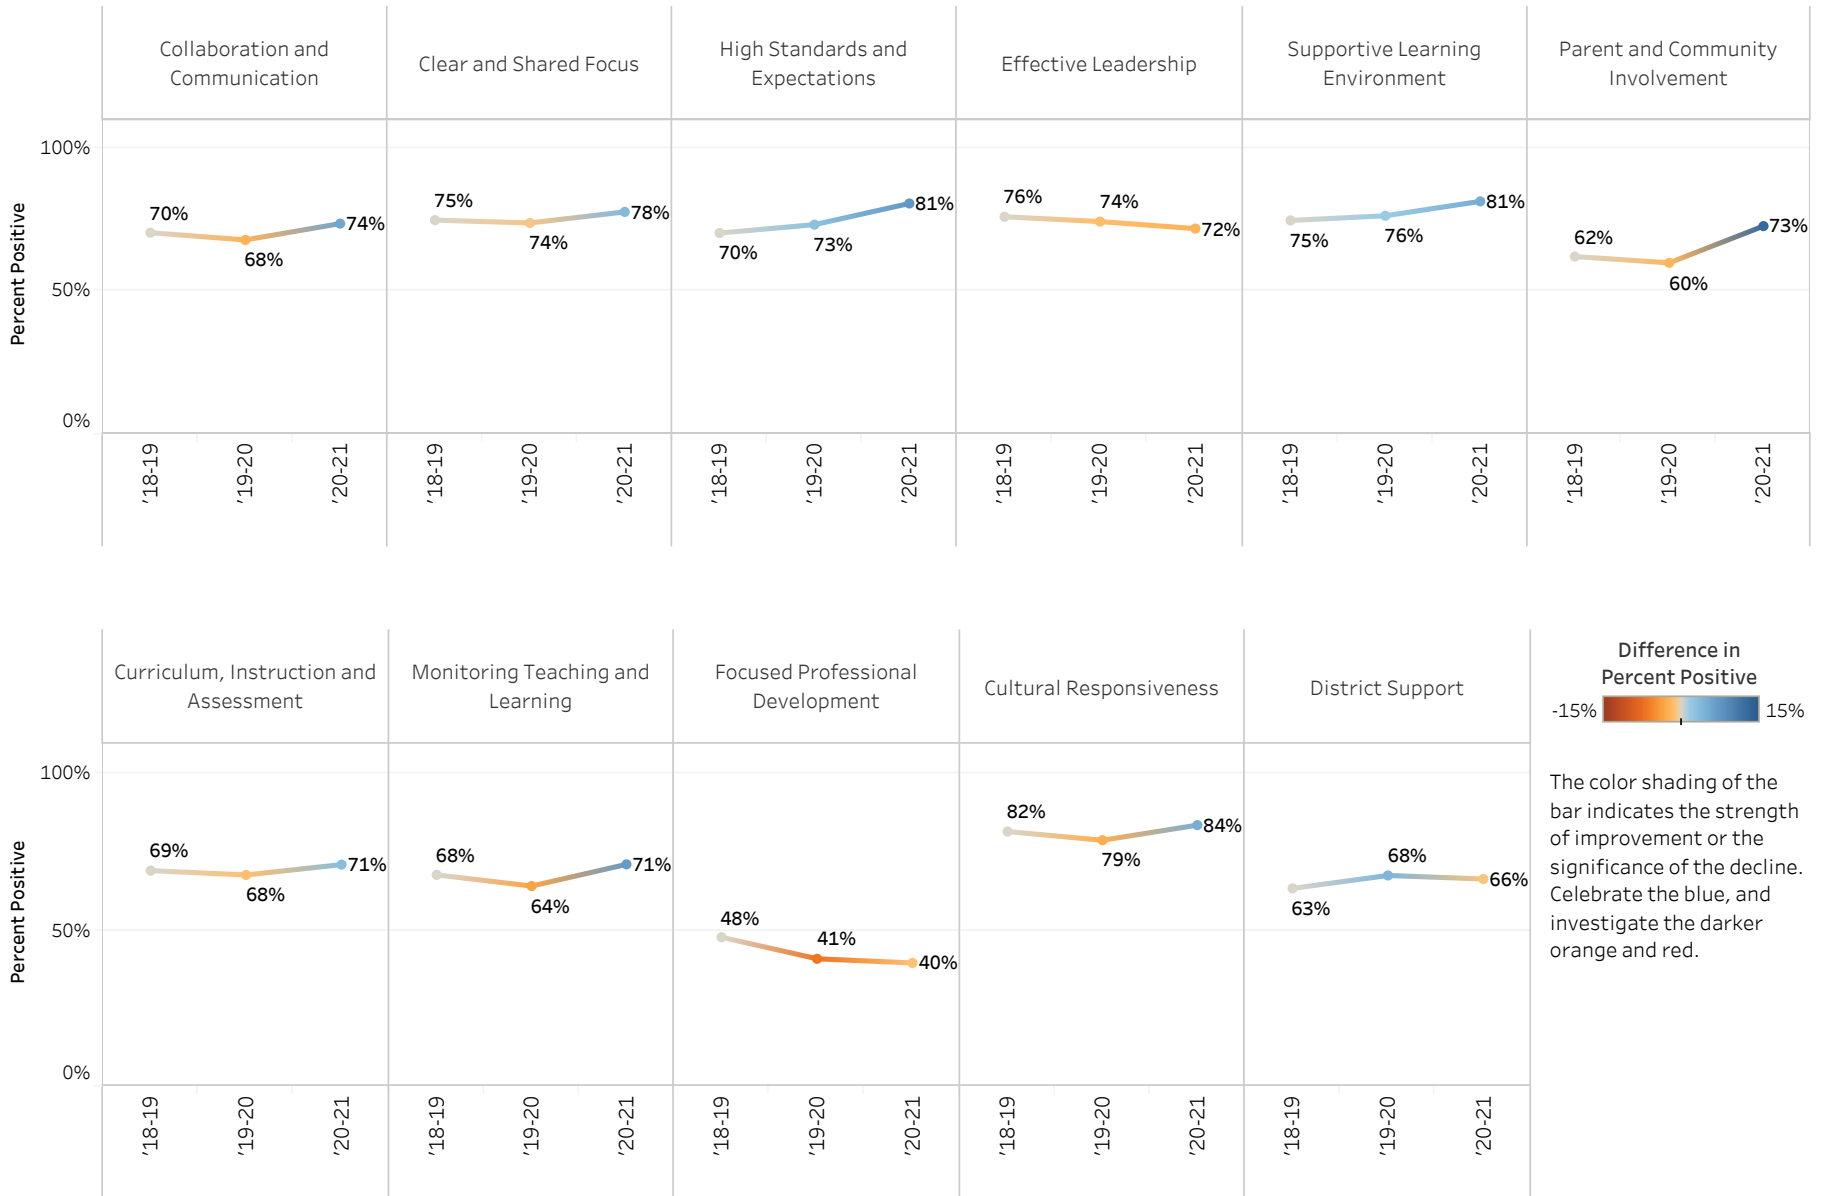 Collaboration and
Communication
Clear and Shared Focus
High Standards and
Expectations
Effective Leadership
Supportive Learning
Environment
Parent and Community
Involvement
Percent Positive
100%
50%
0%
70%
68%
74%
75%
74%
78%
70%
73%
81%
76%
74%
72%
75%
76%
81%
62%
60%
73%
'18-19
'19-20
'20-21
'18-19
'19-20
'20-21
'18-19
'19-20
'20-21
'18-19
'19-20
'20-21
'18-19
'19-20
'20-21
'18-19
'19-20
'20-21
Curriculum, Instruction and
Assessment
Monitoring Teaching and
Learning
Focused Professional
Development
Cultural Responsiveness
District Support
Percent Positive
100%
50%
0%
69%
68%
71%
68%
64%
71%
48%
41%
40%
82%
79%
84%
63%
68%
66%
'18-19
'19-20
'20-21
'18-19
'19-20
'20-21
'18-19
'19-20
'20-21
'18-19
'19-20
'20-21
'18-19
'19-20
'20-21
Difference in
Percent Positive
-15%
15%
The color shading of the
bar indicates the strength
of improvement or the
significance of the decline.
Celebrate the blue, and
investigate the darker
orange and red.